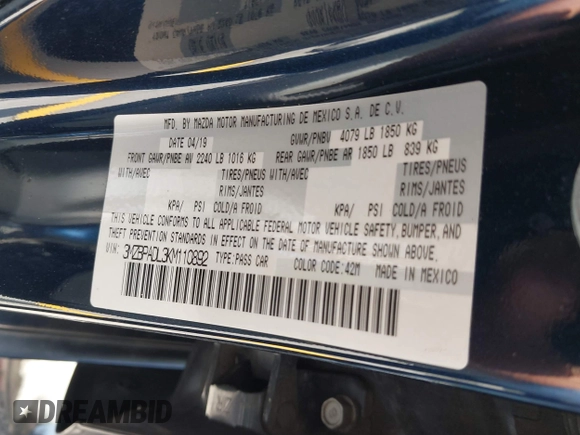 MFD. BY MAZDA MOTOR MANUFACTURING DE MEXICO S.A. DE C.V.
DATE 04/19 GVWR/PNBV 4079 LB 1850 KG
FRONT GAWR/PNBE AV 2240 LB 1016 KG REAR GAWR/PNBE AR 1850 LB 839 KG
WITH/AVEC TIRES/PNEUS WITH/AVEC TIRES/PNEUS
RIMS/JANTES RIMS/JANTES
KPA/ PSI COLD/A FROID KPA/ PSI COLD/A FROID
THIS VEHICLE CONFORMS TO ALL APPLICABLE FEDERAL MOTOR VEHICLE SAFETY, BUMPER, AND
THEFT PREVENTION STANDARDS IN EFFECT ON THE DATE OF MANUFACTURE SHOWN ABOVE.
VIN: 3MZBPADL3KM110892 TYPE:PASS CAR COLOR CODE:42M MADE IN MEXICO
DREAMBID